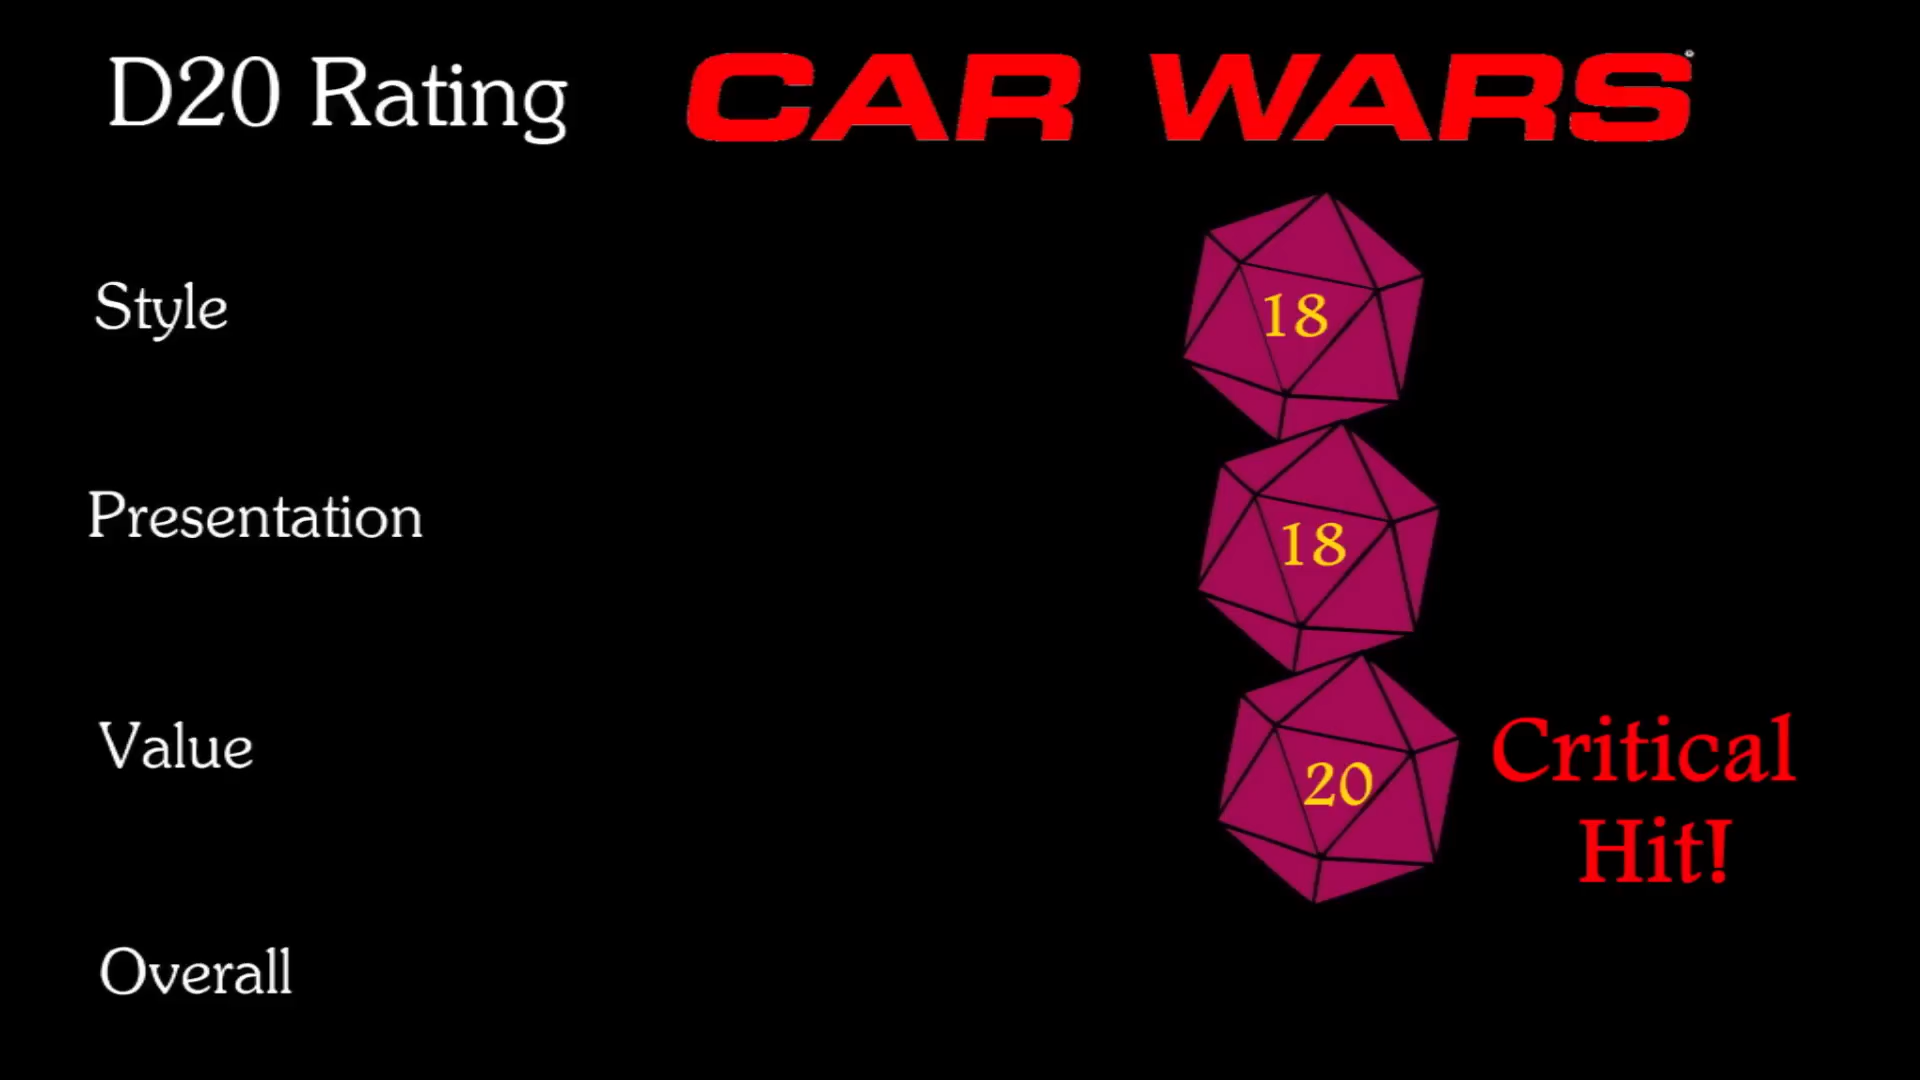 D20 Rating
CAR WARS
Style
18
Presentation
18
Value
20
Critical
Hit!
Overall